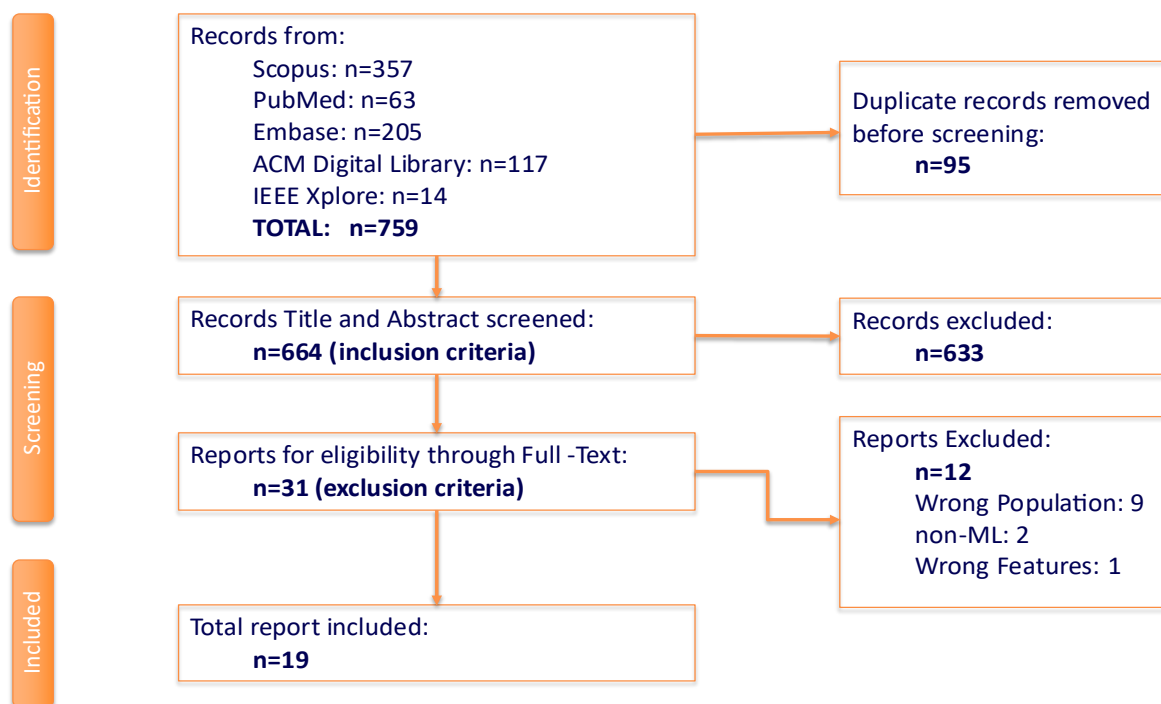 Identification
Records from:
Scopus: n=357
PubMed: n=63
Embase: n=205
ACM Digital Library: n=117
IEEE Xplore: n=14
TOTAL: n=759
Duplicate records removed
before screening:
n=95
Screening
Records Title and Abstract screened:
n=664 (inclusion criteria)
Records excluded:
n=633
Reports for eligibility through Full -Text:
n=31 (exclusion criteria)
Reports Excluded:
n=12
Wrong Population: 9
non-ML: 2
Wrong Features: 1
Included
Total report included:
n=19